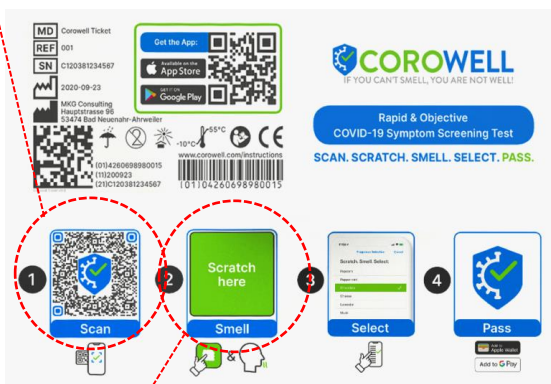 MD Corowell Ticket
REF 001
SN C120381234567
2020-09-23
MKG Consulting
Hauptstrasse 96
53474 Bad Neuenahr-Ahrweiler
(01)04260698980015
(11)200923
(21)C120381234567
Get the App:
Available on the
App Store
GET IT ON
Google Play
-10°C
55°C
CE
www.corowell.com/instructions
(01)04260698980015
COROWELL
IF YOU CAN'T SMELL, YOU ARE NOT WELL!
Rapid & Objective
COVID-19 Symptom Screening Test
SCAN. SCRATCH. SMELL. SELECT. PASS.
1
Scan
2
Scratch
here
Smell
&
3
Scratch. Smell. Select.
Select
4
Pass
Add to
Apple Wallet
Add to G Pay